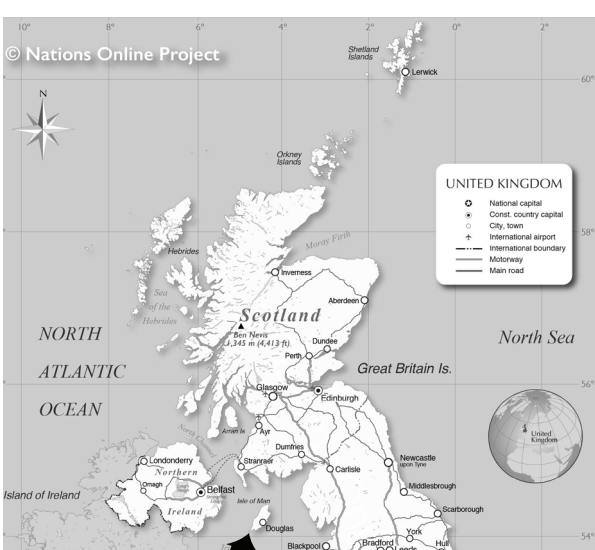 10° 8° 6° 4° 2° 0° 2°
© Nations Online Project
Shetland
Islands
Lerwick
60°
N
Orkney
Islands
UNITED KINGDOM
National capital
Const. country capital
City, town
International airport
International boundary
Motorway
Main road
58°
Moray Firth
Hebrides
Inverness
Sea
of the
Hebrides
Aberdeen
Scotland
Ben Nevis
1,345 m (4,413 ft)
NORTH
ATLANTIC
OCEAN
North Sea
Dundee
Perth
Great Britain Is.
56°
Glasgow
Edinburgh
Arran Is.
Ayr
United
Kingdom
Dumfries
Londonderry
Stranraer
Newcastle
upon Tyne
Carlisle
Northern
Omagh
Belfast
Middlesbrough
Island of Ireland
Isle of Man
Ireland
Scarborough
Douglas
York
54°
Blackpool
Bradford
Leeds
Hull